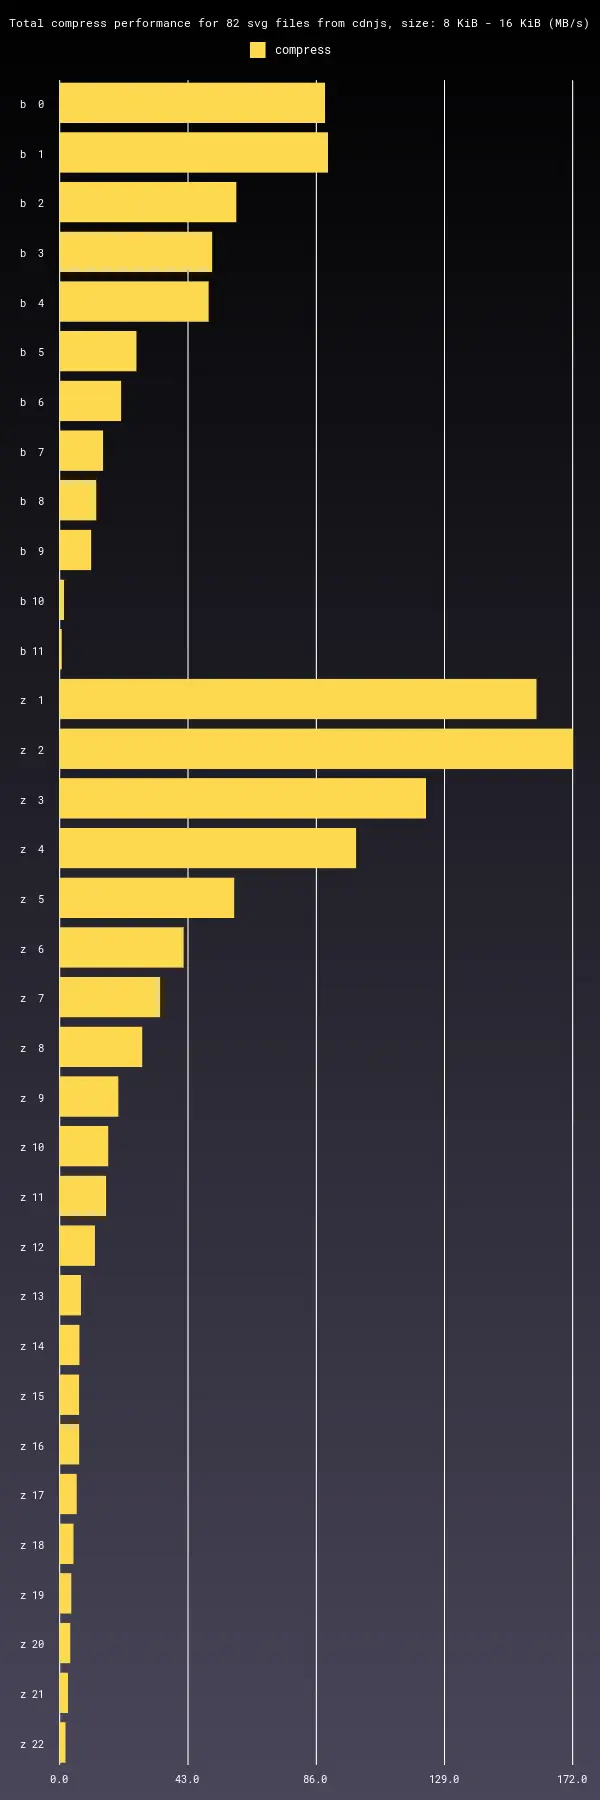 Total compress performance for 82 svg files from cdnjs, size: 8 KiB - 16 KiB (MB/s)
compress
b 0
b 1
b 2
b 3
b 4
b 5
b 6
b 7
b 8
b 9
b 10
b 11
z 1
z 2
z 3
z 4
z 5
z 6
z 7
z 8
z 9
z 10
z 11
z 12
z 13
z 14
z 15
z 16
z 17
z 18
z 19
z 20
z 21
z 22
0.0 43.0 86.0 129.0 172.0